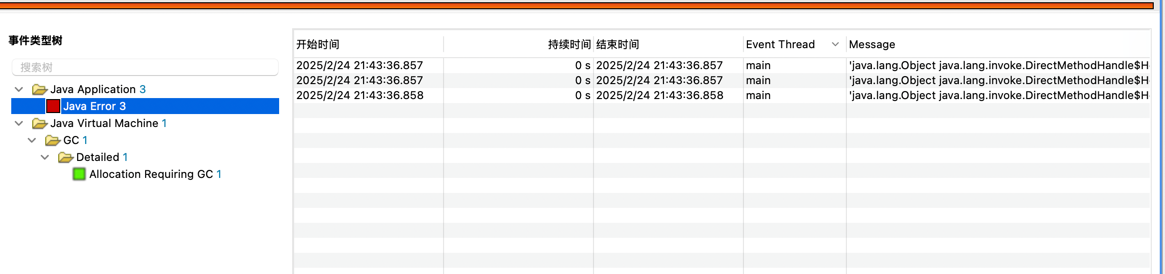 事件类型树
搜索树
Java Application 3
Java Error 3
Java Virtual Machine 1
GC 1
Detailed 1
Allocation Requiring GC 1
开始时间 持续时间 结束时间 Event Thread Message
2025/2/24 21:43:36.857 0 s 2025/2/24 21:43:36.857 main 'java.lang.Object java.lang.invoke.DirectMethodHandle$H
2025/2/24 21:43:36.857 0 s 2025/2/24 21:43:36.857 main 'java.lang.Object java.lang.invoke.DirectMethodHandle$H
2025/2/24 21:43:36.858 0 s 2025/2/24 21:43:36.858 main 'java.lang.Object java.lang.invoke.DirectMethodHandle$H